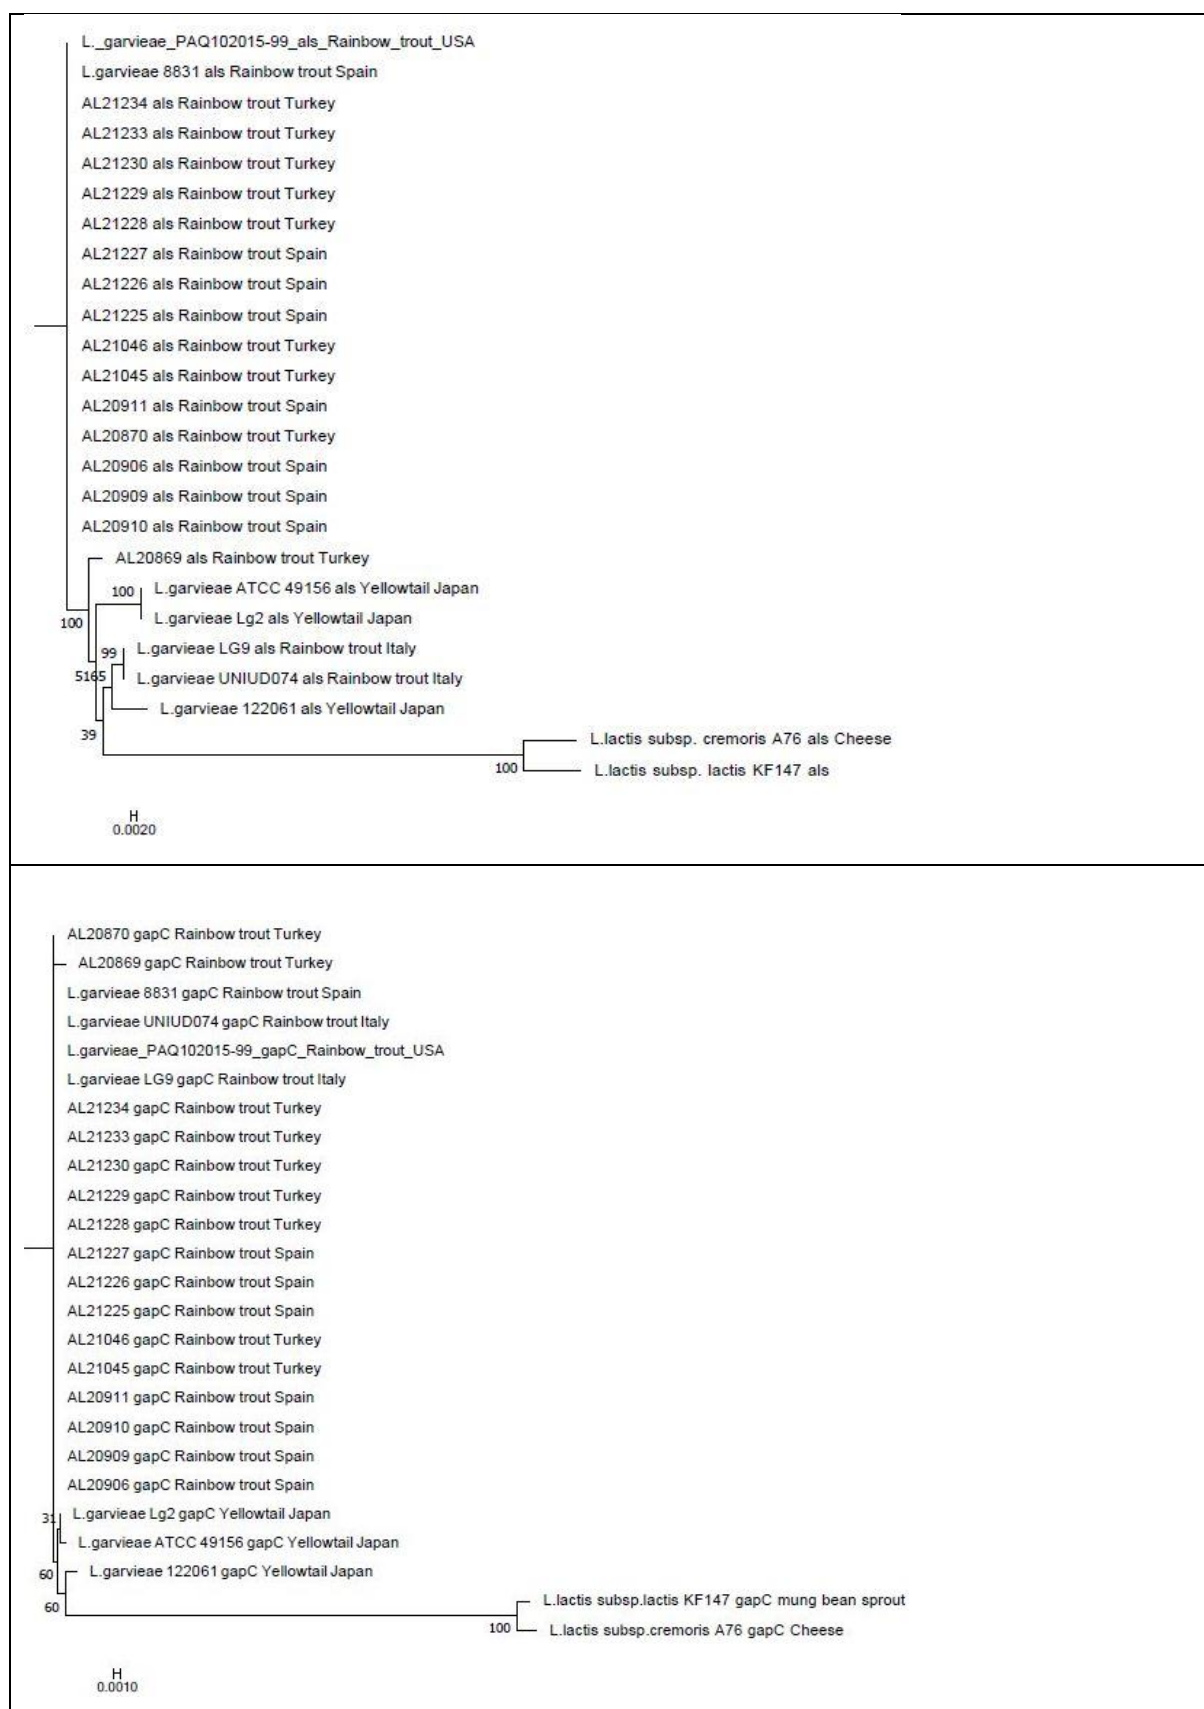 L._garvieae_PAQ102015-99_als_Rainbow_trout_USA
L.garvieae 8831 als Rainbow trout Spain
AL21234 als Rainbow trout Turkey
AL21233 als Rainbow trout Turkey
AL21230 als Rainbow trout Turkey
AL21229 als Rainbow trout Turkey
AL21228 als Rainbow trout Turkey
AL21227 als Rainbow trout Spain
AL21226 als Rainbow trout Spain
AL21225 als Rainbow trout Spain
AL21046 als Rainbow trout Turkey
AL21045 als Rainbow trout Turkey
AL20911 als Rainbow trout Spain
AL20870 als Rainbow trout Turkey
AL20906 als Rainbow trout Spain
AL20909 als Rainbow trout Spain
AL20910 als Rainbow trout Spain
AL20869 als Rainbow trout Turkey
100 L.garvieae ATCC 49156 als Yellowtail Japan
L.garvieae Lg2 als Yellowtail Japan
100
99 L.garvieae LG9 als Rainbow trout Italy
5165 L.garvieae UNIUD074 als Rainbow trout Italy
L.garvieae 122061 als Yellowtail Japan
39
L.lactis subsp. cremoris A76 als Cheese
100 L.lactis subsp. lactis KF147 als
H
0.0020
AL20870 gapC Rainbow trout Turkey
AL20869 gapC Rainbow trout Turkey
L.garvieae 8831 gapC Rainbow trout Spain
L.garvieae UNIUD074 gapC Rainbow trout Italy
L.garvieae_PAQ102015-99_gapC_Rainbow_trout_USA
L.garvieae LG9 gapC Rainbow trout Italy
AL21234 gapC Rainbow trout Turkey
AL21233 gapC Rainbow trout Turkey
AL21230 gapC Rainbow trout Turkey
AL21229 gapC Rainbow trout Turkey
AL21228 gapC Rainbow trout Turkey
AL21227 gapC Rainbow trout Spain
AL21226 gapC Rainbow trout Spain
AL21225 gapC Rainbow trout Spain
AL21046 gapC Rainbow trout Turkey
AL21045 gapC Rainbow trout Turkey
AL20911 gapC Rainbow trout Spain
AL20910 gapC Rainbow trout Spain
AL20909 gapC Rainbow trout Spain
AL20906 gapC Rainbow trout Spain
31 L.garvieae Lg2 gapC Yellowtail Japan
L.garvieae ATCC 49156 gapC Yellowtail Japan
60 L.garvieae 122061 gapC Yellowtail Japan
60
L.lactis subsp.lactis KF147 gapC mung bean sprout
100 L.lactis subsp.cremoris A76 gapC Cheese
H
0.0010